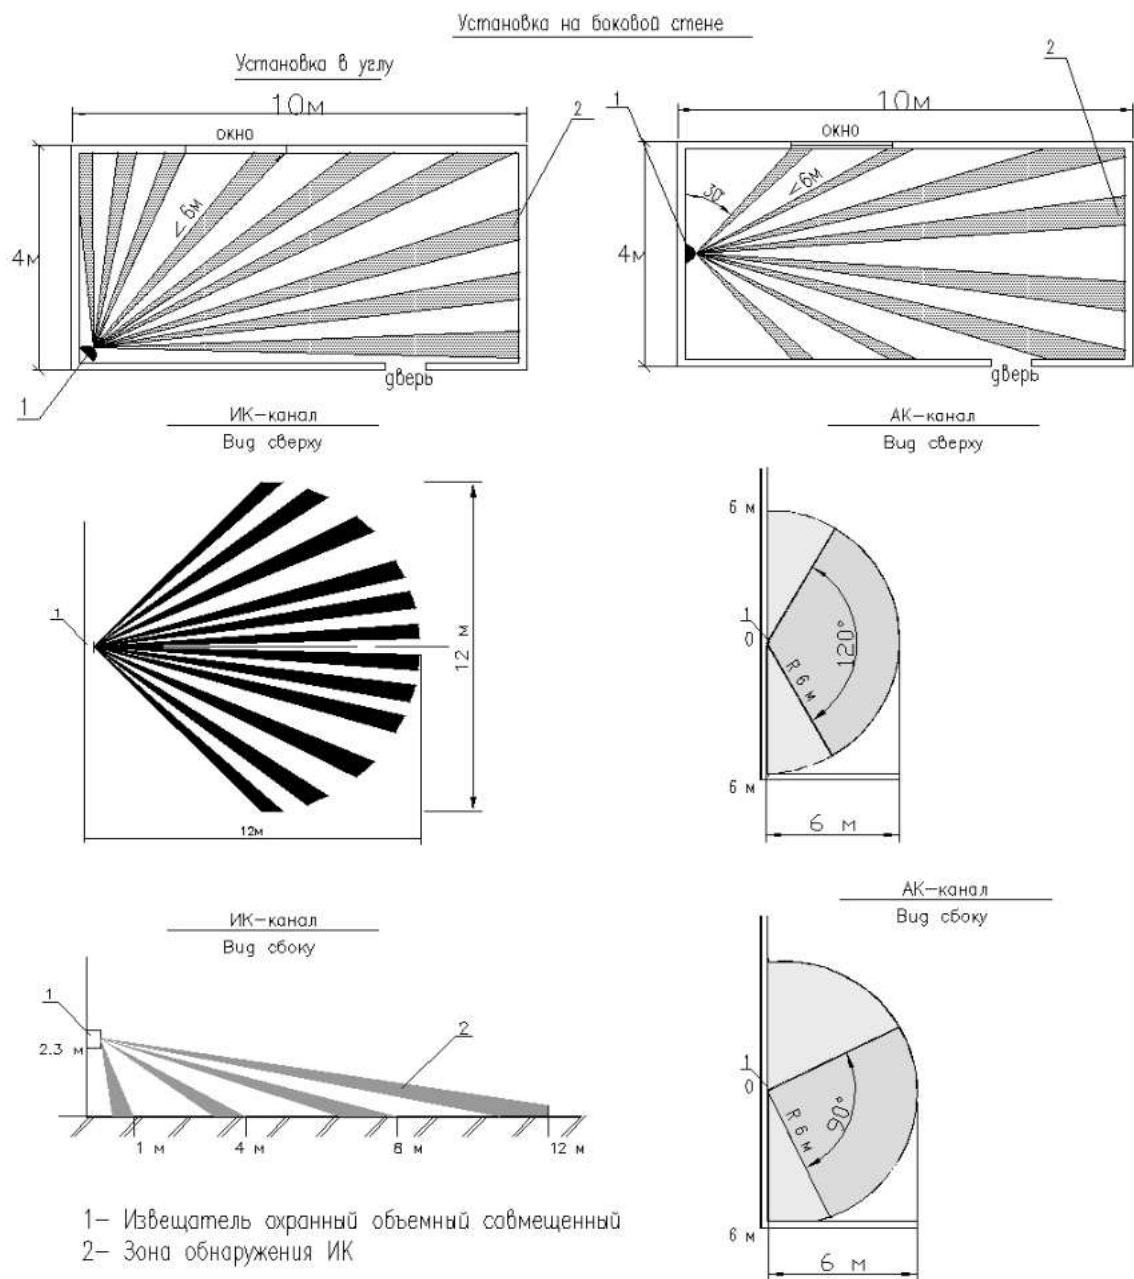 Установка на боковой стене
Установка в углу
10м
окно
2
<6м
4м
дверь
1
1
10м
окно
2
30°
<6м
4м
дверь
ИК-канал
Вид сверху
1
12 м
12м
АК-канал
Вид сверху
6 м
1
0
120°
R 6 м
6 м
6 м
ИК-канал
Вид сбоку
1
2.3 м
2
1 м
4 м
8 м
12 м
АК-канал
Вид сбоку
1
0
90°
R 6 м
6 м
6 м
1- Извещатель охранный объемный савмещенный
2- Зона обнаружения ИК